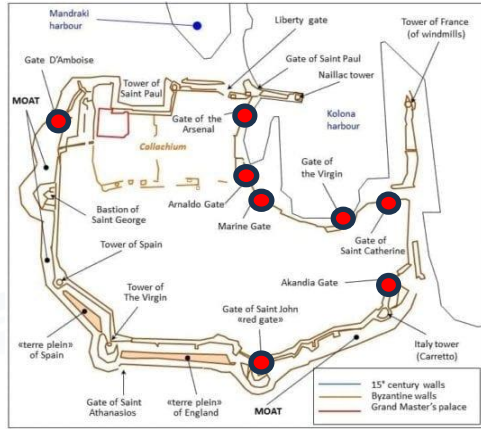 Mandraki
harbour
Liberty gate
Tower of France
(of windmills)
Gate D'Amboise
Tower of
Saint Paul
Gate of Saint Paul
Naillac tower
MOAT
Gate of the
Arsenal
Kolona
harbour
Collachium
Gate of
the Virgin
Arnaldo Gate
Bastion of
Saint George
Marine Gate
Gate of
Saint Catherine
Tower of Spain
Akandia Gate
Tower of
The Virgin
Gate of Saint John
«red gate»
«terre plein»
of Spain
Italy tower
(Carretto)
Gate of Saint
Athanasios
«terre plein»
of England
MOAT
15° century walls
Byzantine walls
Grand Master's palace